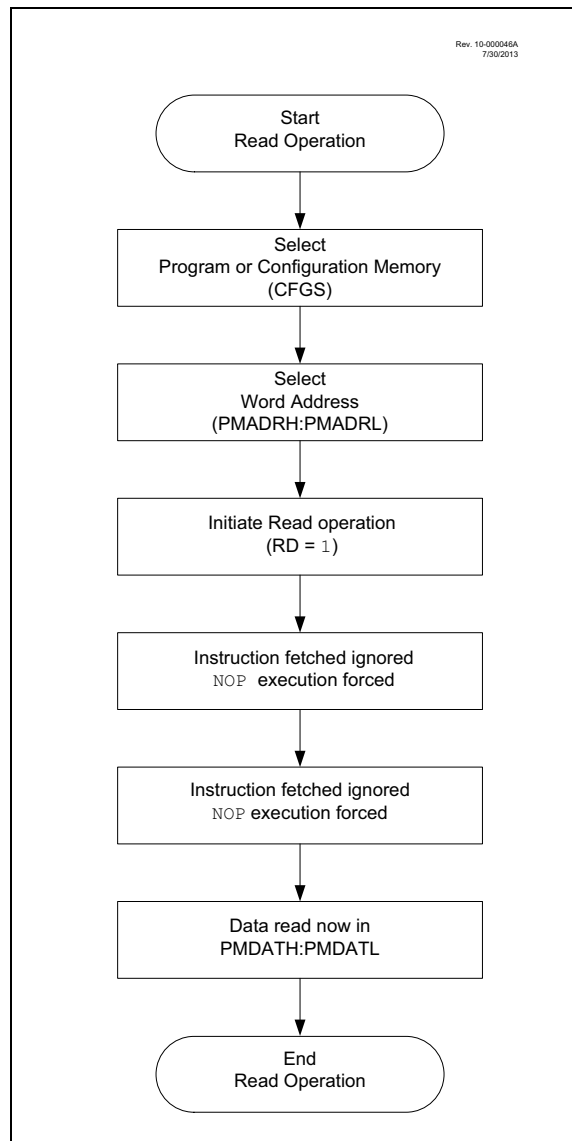 Rev. 10-000046A
7/30/2013
Start
Read Operation
Select
Program or Configuration Memory
(CFGS)
Select
Word Address
(PMADRH:PMADRL)
Initiate Read operation
(RD = 1)
Instruction fetched ignored
NOP execution forced
Instruction fetched ignored
NOP execution forced
Data read now in
PMDATH:PMDATL
End
Read Operation